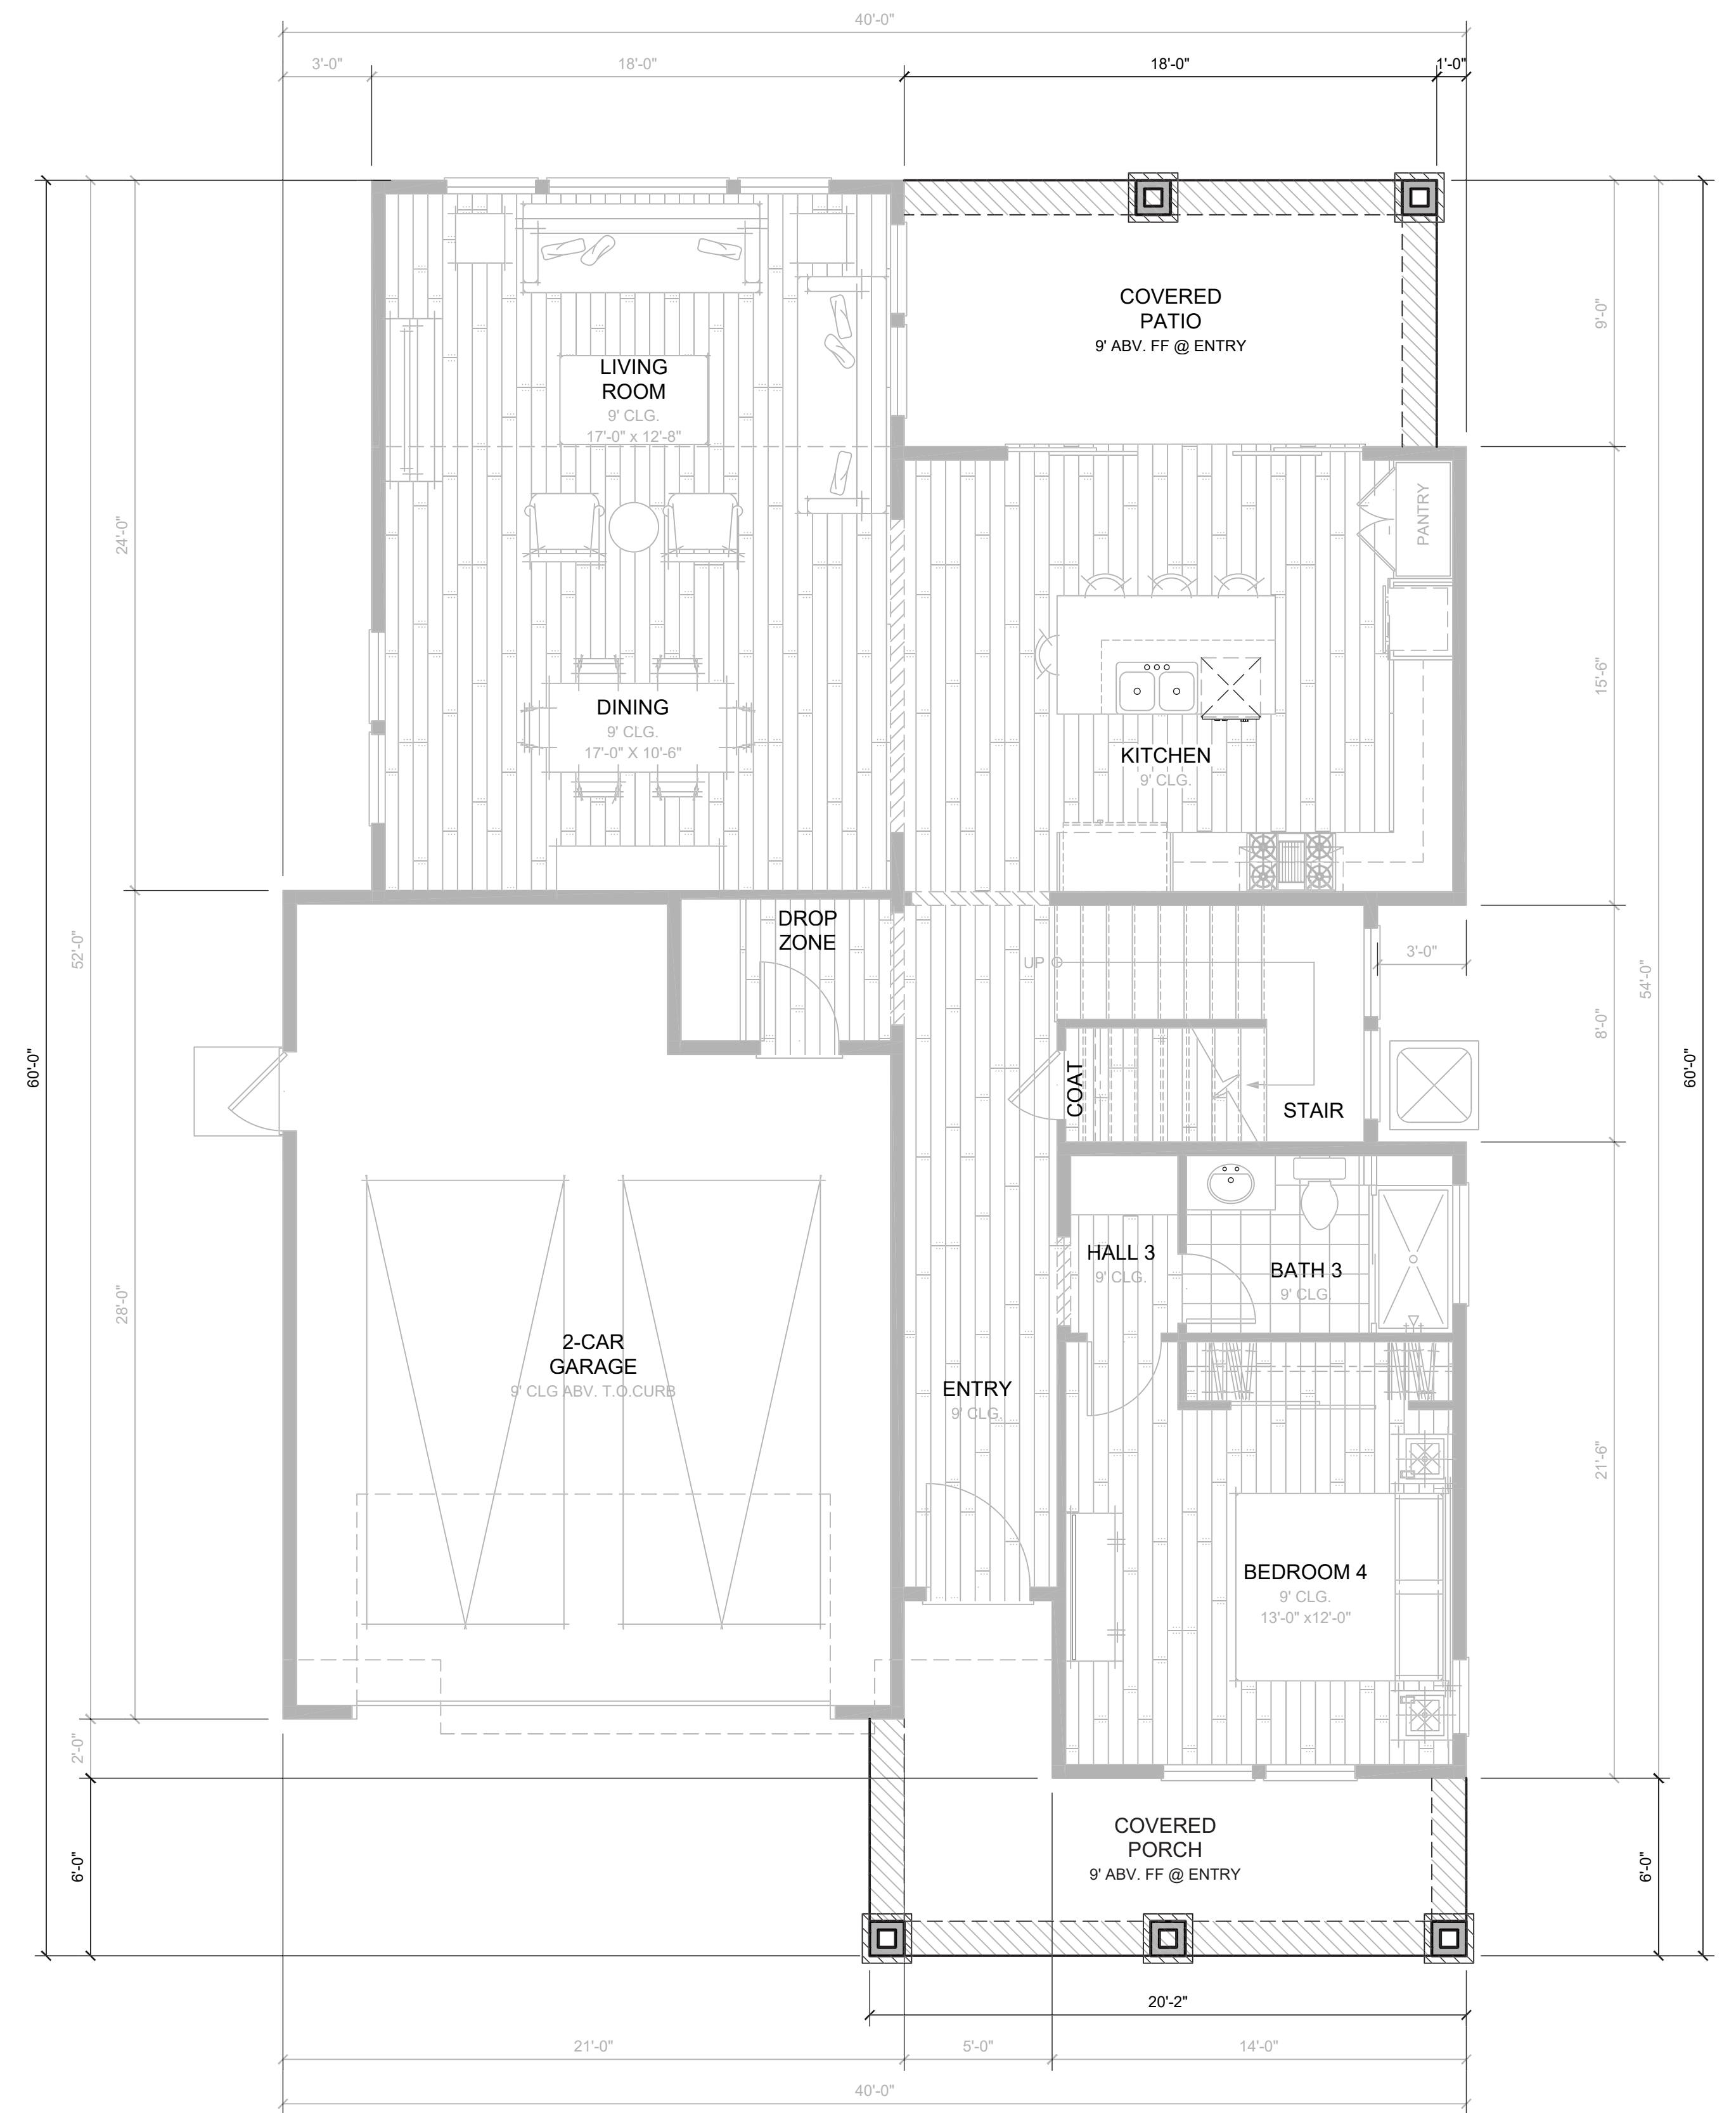 40'-0"
3'-0"
18'-0"
18'-0"
1'-0"
COVERED
PATIO
9' ABV. FF @ ENTRY
9'-0"
LIVING
ROOM
9' CLG.
17'-0" x 12'-8"
PANTRY
24'-0"
15'-6"
DINING
9' CLG.
17'-0" X 10'-6"
KITCHEN
9' CLG.
DROP
ZONE
52'-0"
UP
3'-0"
54'-0"
8'-0"
60'-0"
60'-0"
COAT
STAIR
HALL 3
9' CLG.
BATH 3
9' CLG.
28'-0"
2-CAR
GARAGE
9' CLG ABV. T.O.CURB
ENTRY
9' CLG.
21'-6"
BEDROOM 4
9' CLG.
13'-0" x12'-0"
2'-0"
COVERED
PORCH
9' ABV. FF @ ENTRY
6'-0"
6'-0"
20'-2"
21'-0"
5'-0"
14'-0"
40'-0"